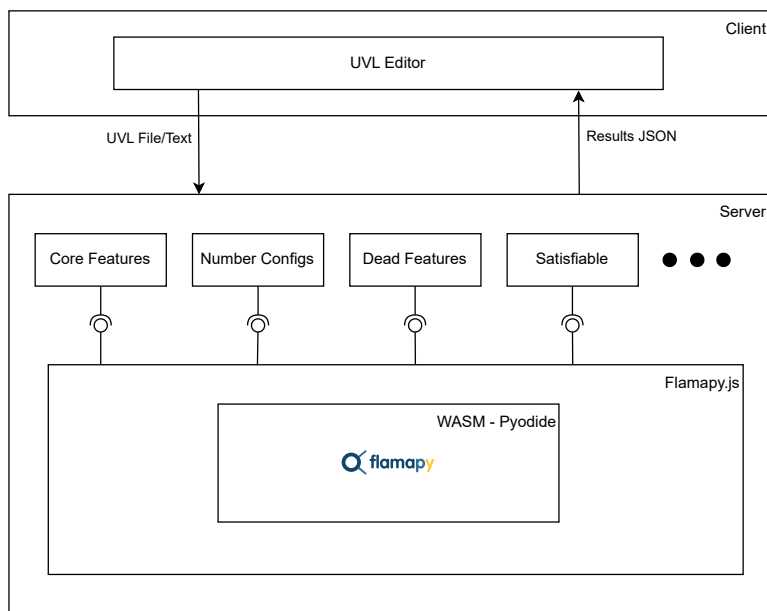 Client
UVL Editor
UVL File/Text
Results JSON
Server
Core Features
Number Configs
Dead Features
Satisfiable
Flamapy.js
WASM - Pyodide
flamapy